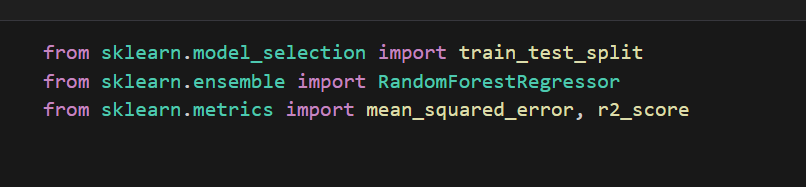 from sklearn.model_selection import train_test_split
from sklearn.ensemble import RandomForestRegressor
from sklearn.metrics import mean_squared_error, r2_score